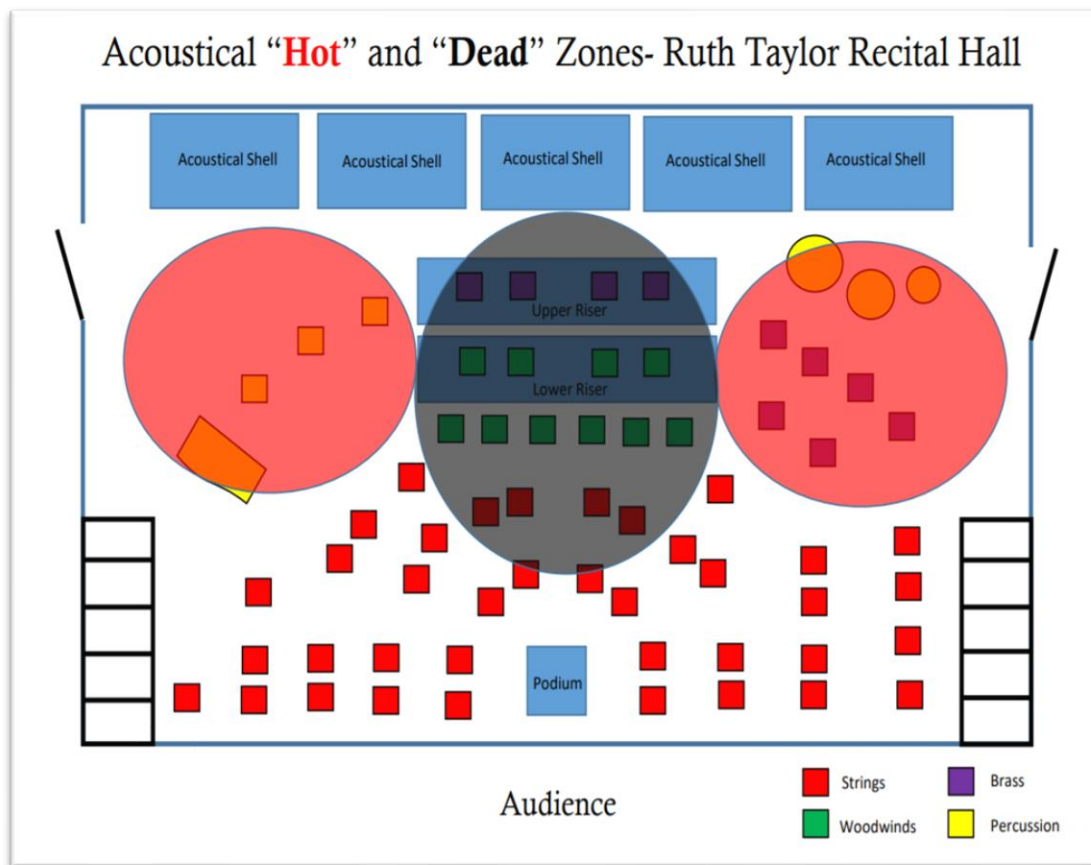 Acoustical “Hot” and “Dead” Zones- Ruth Taylor Recital Hall
Acoustical Shell
Acoustical Shell
Acoustical Shell
Acoustical Shell
Acoustical Shell
Upper Riser
Lower Riser
Podium
Audience
Strings
Brass
Woodwinds
Percussion